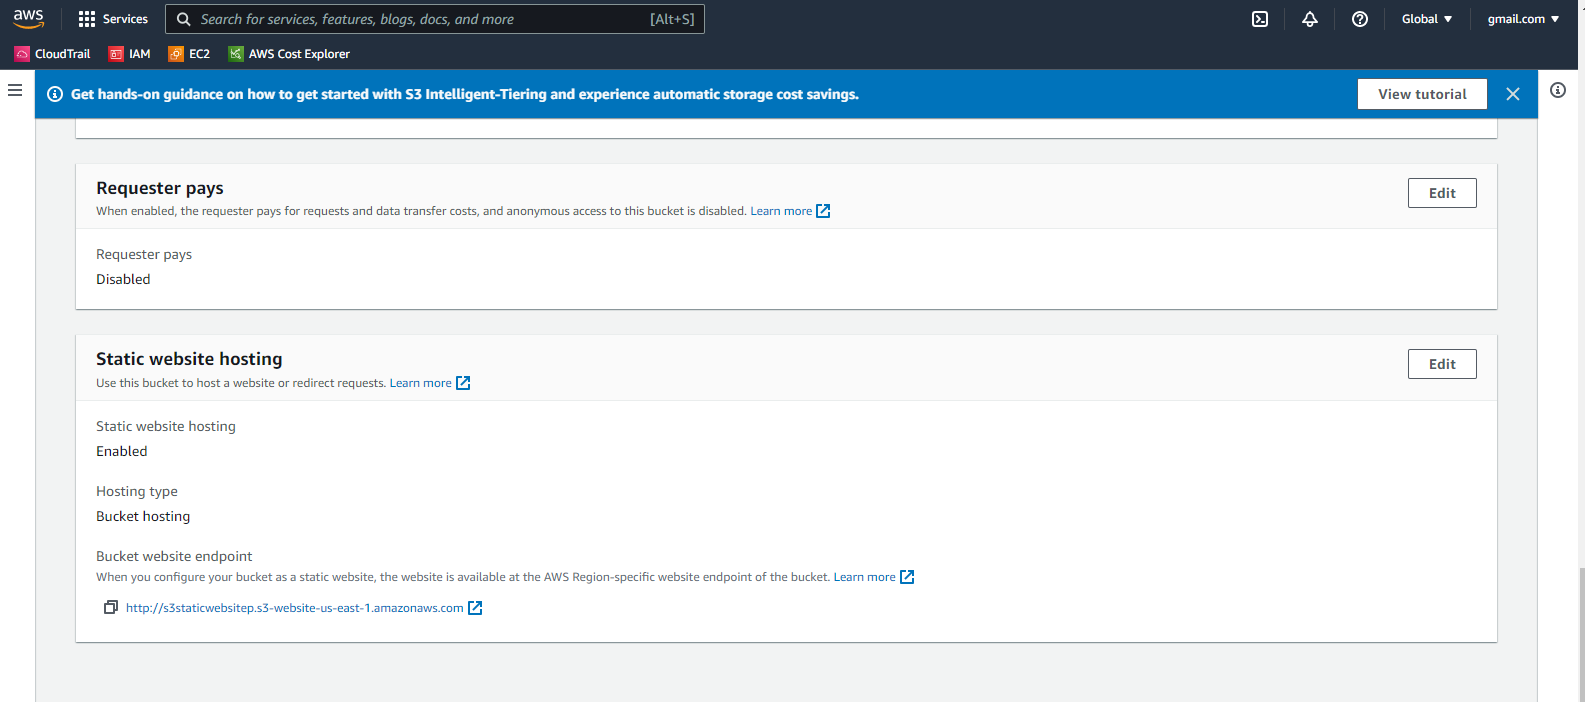 aws
Services
Search for services, features, blogs, docs, and more [Alt+S]
Global
gmail.com
CloudTrail IAM EC2 AWS Cost Explorer
Get hands-on guidance on how to get started with S3 Intelligent-Tiering and experience automatic storage cost savings.
View tutorial
Requester pays
Edit
When enabled, the requester pays for requests and data transfer costs, and anonymous access to this bucket is disabled. Learn more
Requester pays
Disabled
Static website hosting
Edit
Use this bucket to host a website or redirect requests. Learn more
Static website hosting
Enabled
Hosting type
Bucket hosting
Bucket website endpoint
When you configure your bucket as a static website, the website is available at the AWS Region-specific website endpoint of the bucket. Learn more
http://s3staticwebsitep.s3-website-us-east-1.amazonaws.com